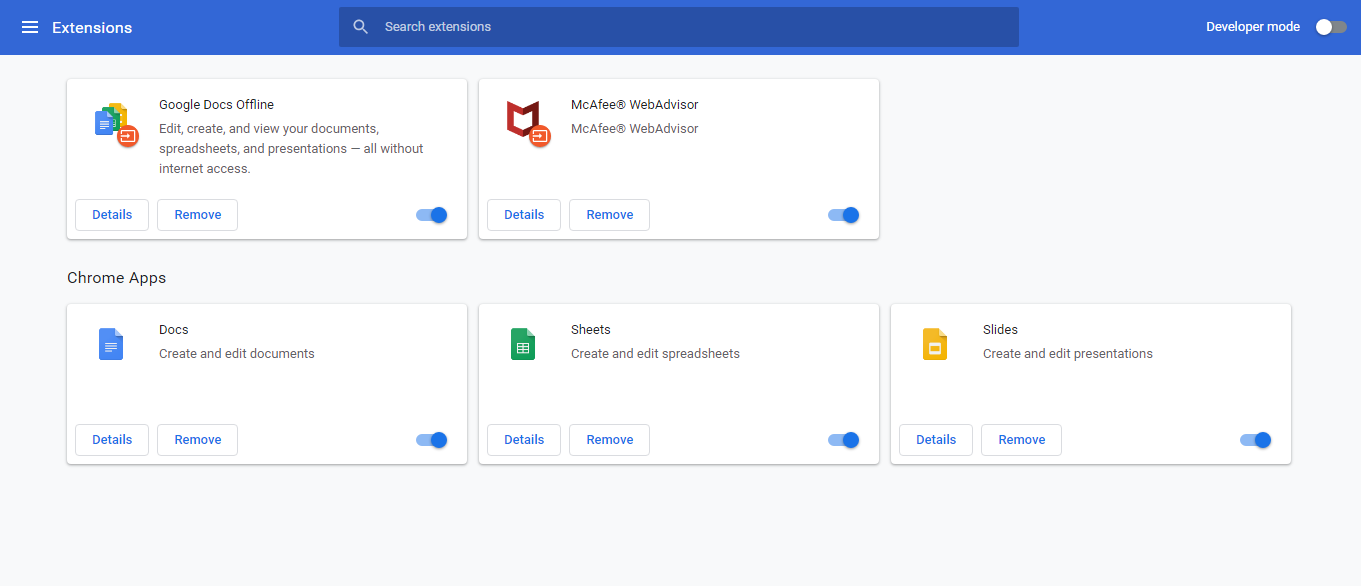 Extensions
Search extensions
Developer mode
Google Docs Offline
Edit, create, and view your documents,
spreadsheets, and presentations — all without
internet access.
Details
Remove
McAfee® WebAdvisor
McAfee® WebAdvisor
Details
Remove
Chrome Apps
Docs
Create and edit documents
Details
Remove
Sheets
Create and edit spreadsheets
Details
Remove
Slides
Create and edit presentations
Details
Remove